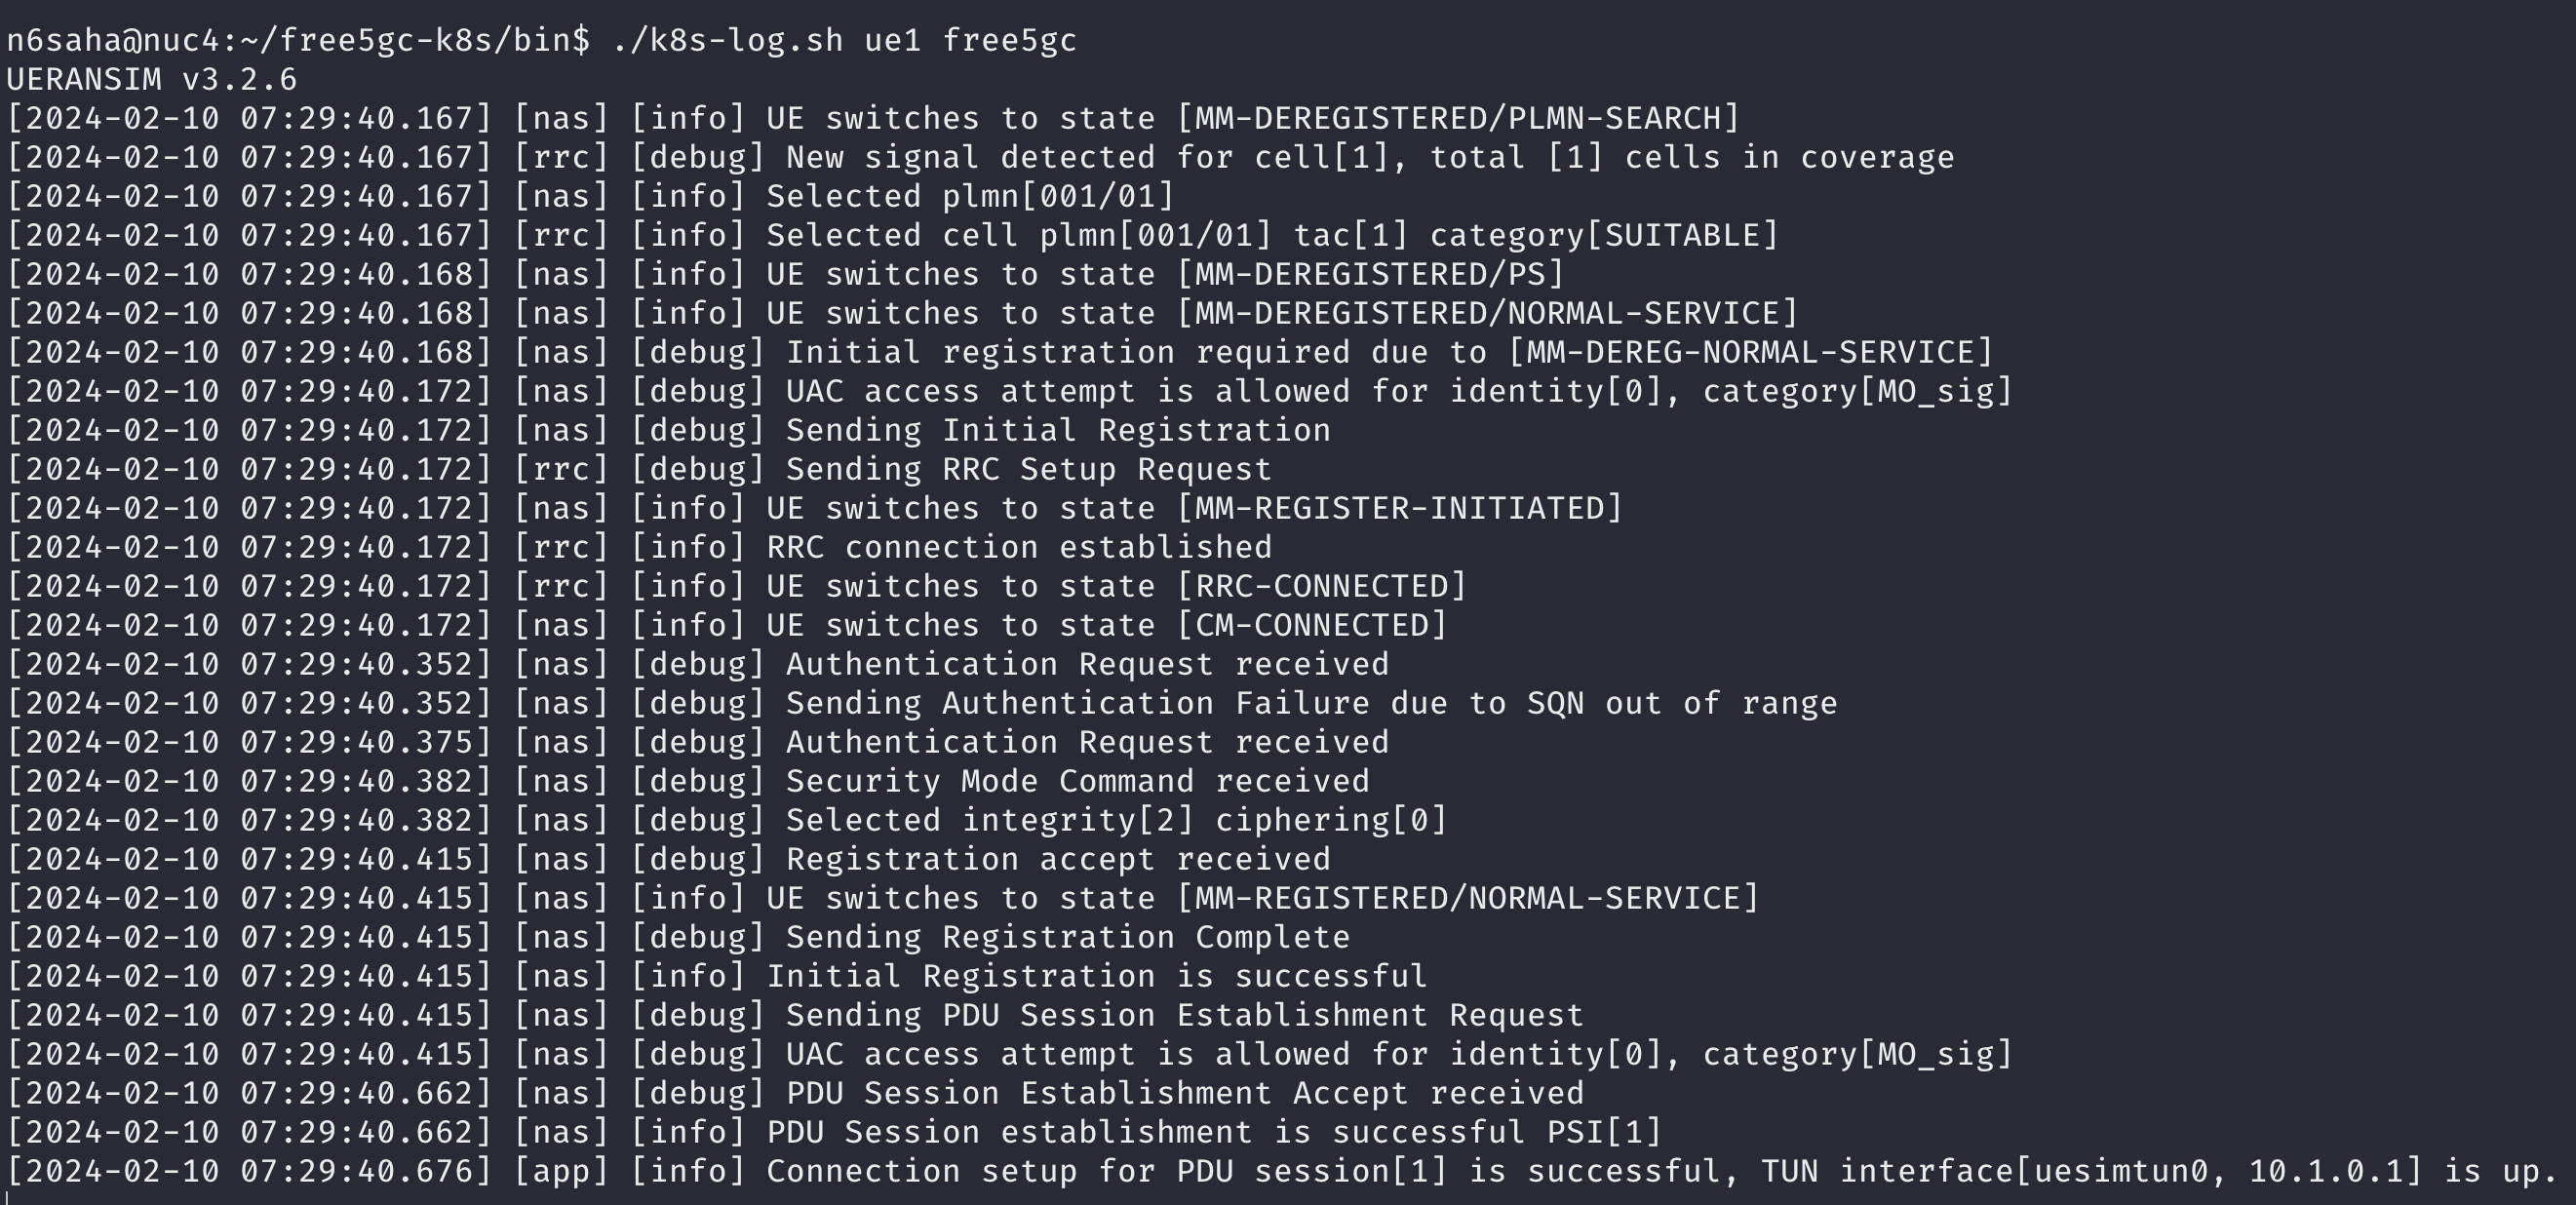 n6saha@nuc4:~/free5gc-k8s/bin$ ./k8s-log.sh ue1 free5gc
UERANSIM v3.2.6
[2024-02-10 07:29:40.167] [nas] [info] UE switches to state [MM-DEREGISTERED/PLMN-SEARCH]
[2024-02-10 07:29:40.167] [rrc] [debug] New signal detected for cell[1], total [1] cells in coverage
[2024-02-10 07:29:40.167] [nas] [info] Selected plmn[001/01]
[2024-02-10 07:29:40.167] [rrc] [info] Selected cell plmn[001/01] tac[1] category[SUITABLE]
[2024-02-10 07:29:40.168] [nas] [info] UE switches to state [MM-DEREGISTERED/PS]
[2024-02-10 07:29:40.168] [nas] [info] UE switches to state [MM-DEREGISTERED/NORMAL-SERVICE]
[2024-02-10 07:29:40.168] [nas] [debug] Initial registration required due to [MM-DEREG-NORMAL-SERVICE]
[2024-02-10 07:29:40.172] [nas] [debug] UAC access attempt is allowed for identity[0], category[MO_sig]
[2024-02-10 07:29:40.172] [nas] [debug] Sending Initial Registration
[2024-02-10 07:29:40.172] [rrc] [debug] Sending RRC Setup Request
[2024-02-10 07:29:40.172] [nas] [info] UE switches to state [MM-REGISTER-INITIATED]
[2024-02-10 07:29:40.172] [rrc] [info] RRC connection established
[2024-02-10 07:29:40.172] [rrc] [info] UE switches to state [RRC-CONNECTED]
[2024-02-10 07:29:40.172] [nas] [info] UE switches to state [CM-CONNECTED]
[2024-02-10 07:29:40.352] [nas] [debug] Authentication Request received
[2024-02-10 07:29:40.352] [nas] [debug] Sending Authentication Failure due to SQN out of range
[2024-02-10 07:29:40.375] [nas] [debug] Authentication Request received
[2024-02-10 07:29:40.382] [nas] [debug] Security Mode Command received
[2024-02-10 07:29:40.382] [nas] [debug] Selected integrity[2] ciphering[0]
[2024-02-10 07:29:40.415] [nas] [debug] Registration accept received
[2024-02-10 07:29:40.415] [nas] [info] UE switches to state [MM-REGISTERED/NORMAL-SERVICE]
[2024-02-10 07:29:40.415] [nas] [debug] Sending Registration Complete
[2024-02-10 07:29:40.415] [nas] [info] Initial Registration is successful
[2024-02-10 07:29:40.415] [nas] [debug] Sending PDU Session Establishment Request
[2024-02-10 07:29:40.415] [nas] [debug] UAC access attempt is allowed for identity[0], category[MO_sig]
[2024-02-10 07:29:40.662] [nas] [debug] PDU Session Establishment Accept received
[2024-02-10 07:29:40.662] [nas] [info] PDU Session establishment is successful PSI[1]
[2024-02-10 07:29:40.676] [app] [info] Connection setup for PDU session[1] is successful, TUN interface[uesimtun0, 10.1.0.1] is up.